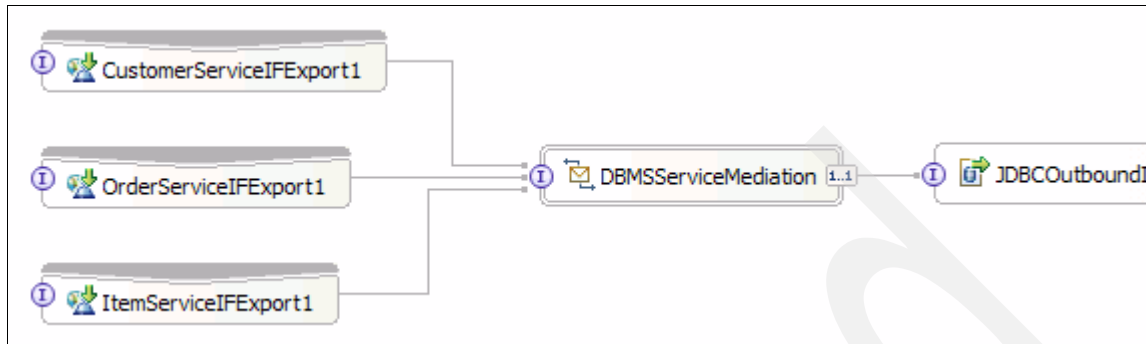 CustomerServiceIFExport1
OrderServiceIFExport1
DBMSServiceMediation 1..1
JDBCOutboundI
ItemServiceIFExport1